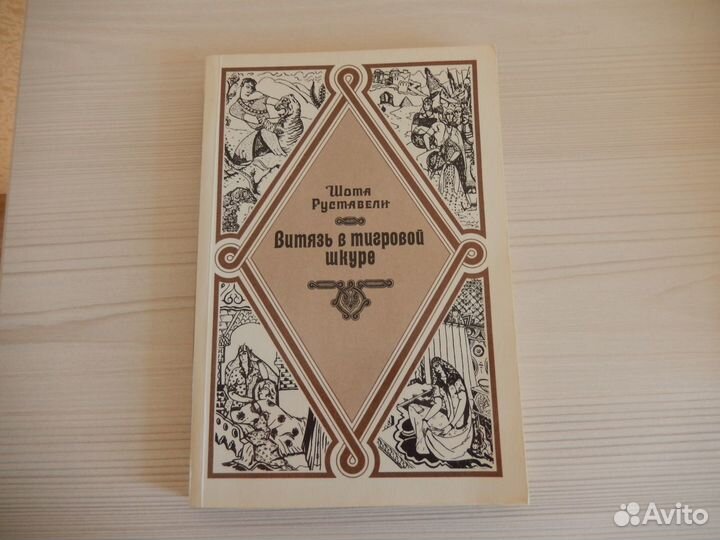 Шота
Руставели
Витязь в тигровой
шкуре
Avito